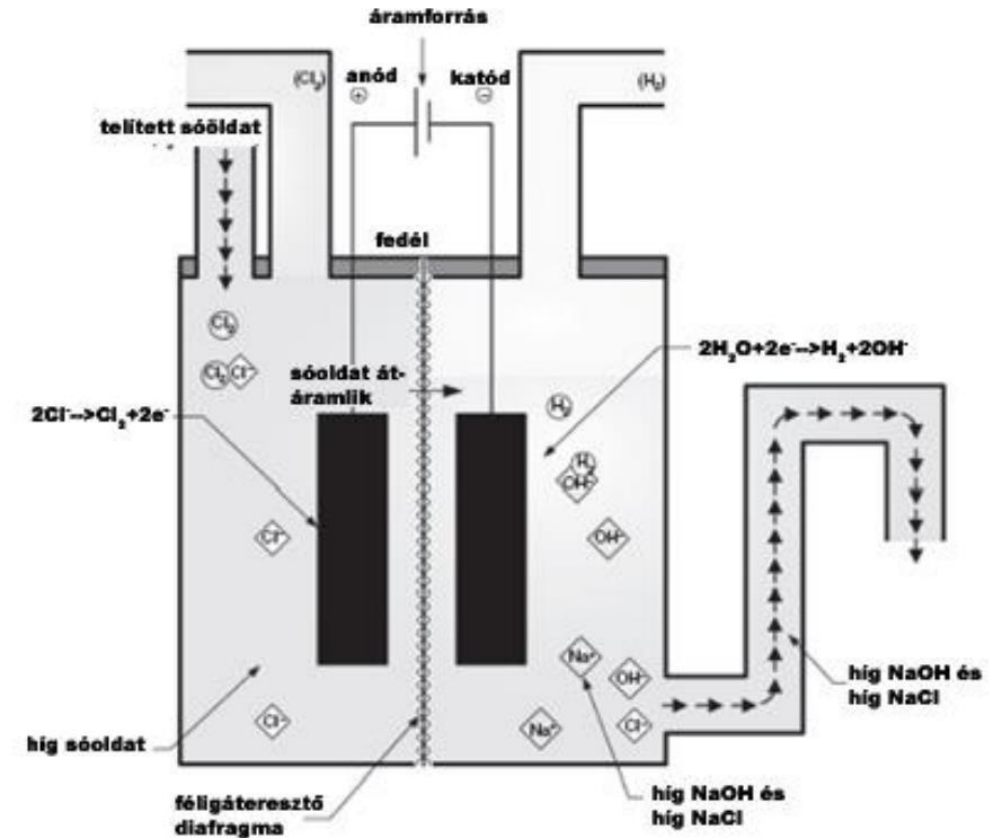 áramforrás
(Cl₂)
anód
katód
(H₂)
+
−
telített sóöldat
fedél
Cl₂
Cl₂ Cl⁻
sóoldat át-
áramlik
2H₂O+2e⁻-->H₂+2OH⁻
2Cl⁻-->Cl₂+2e⁻
H₂
H₂
OH⁻
Cl⁻
OH⁻
Na⁺
OH⁻
híg NaOH és
híg NaCl
Cl⁻
Na⁺
Cl⁻
híg sóoldat
féligáteresztő
diafragma
híg NaOH és
híg NaCl